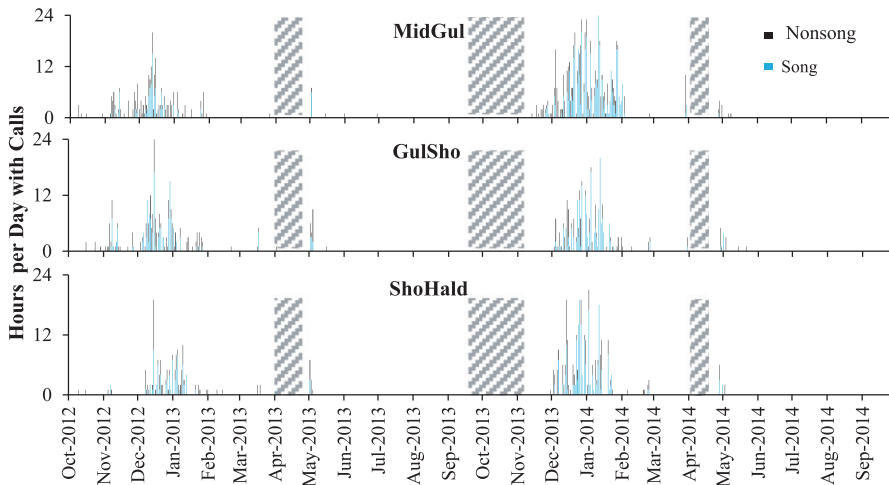 Hours per Day with Calls
24
12
0
MidGul
Nonsong
Song
24
12
0
GulSho
24
12
0
ShoHald
Oct-2012
Nov-2012
Dec-2012
Jan-2013
Feb-2013
Mar-2013
Apr-2013
May-2013
Jun-2013
Jul-2013
Aug-2013
Sep-2013
Oct-2013
Nov-2013
Dec-2013
Jan-2014
Feb-2014
Mar-2014
Apr-2014
May-2014
Jun-2014
Jul-2014
Aug-2014
Sep-2014